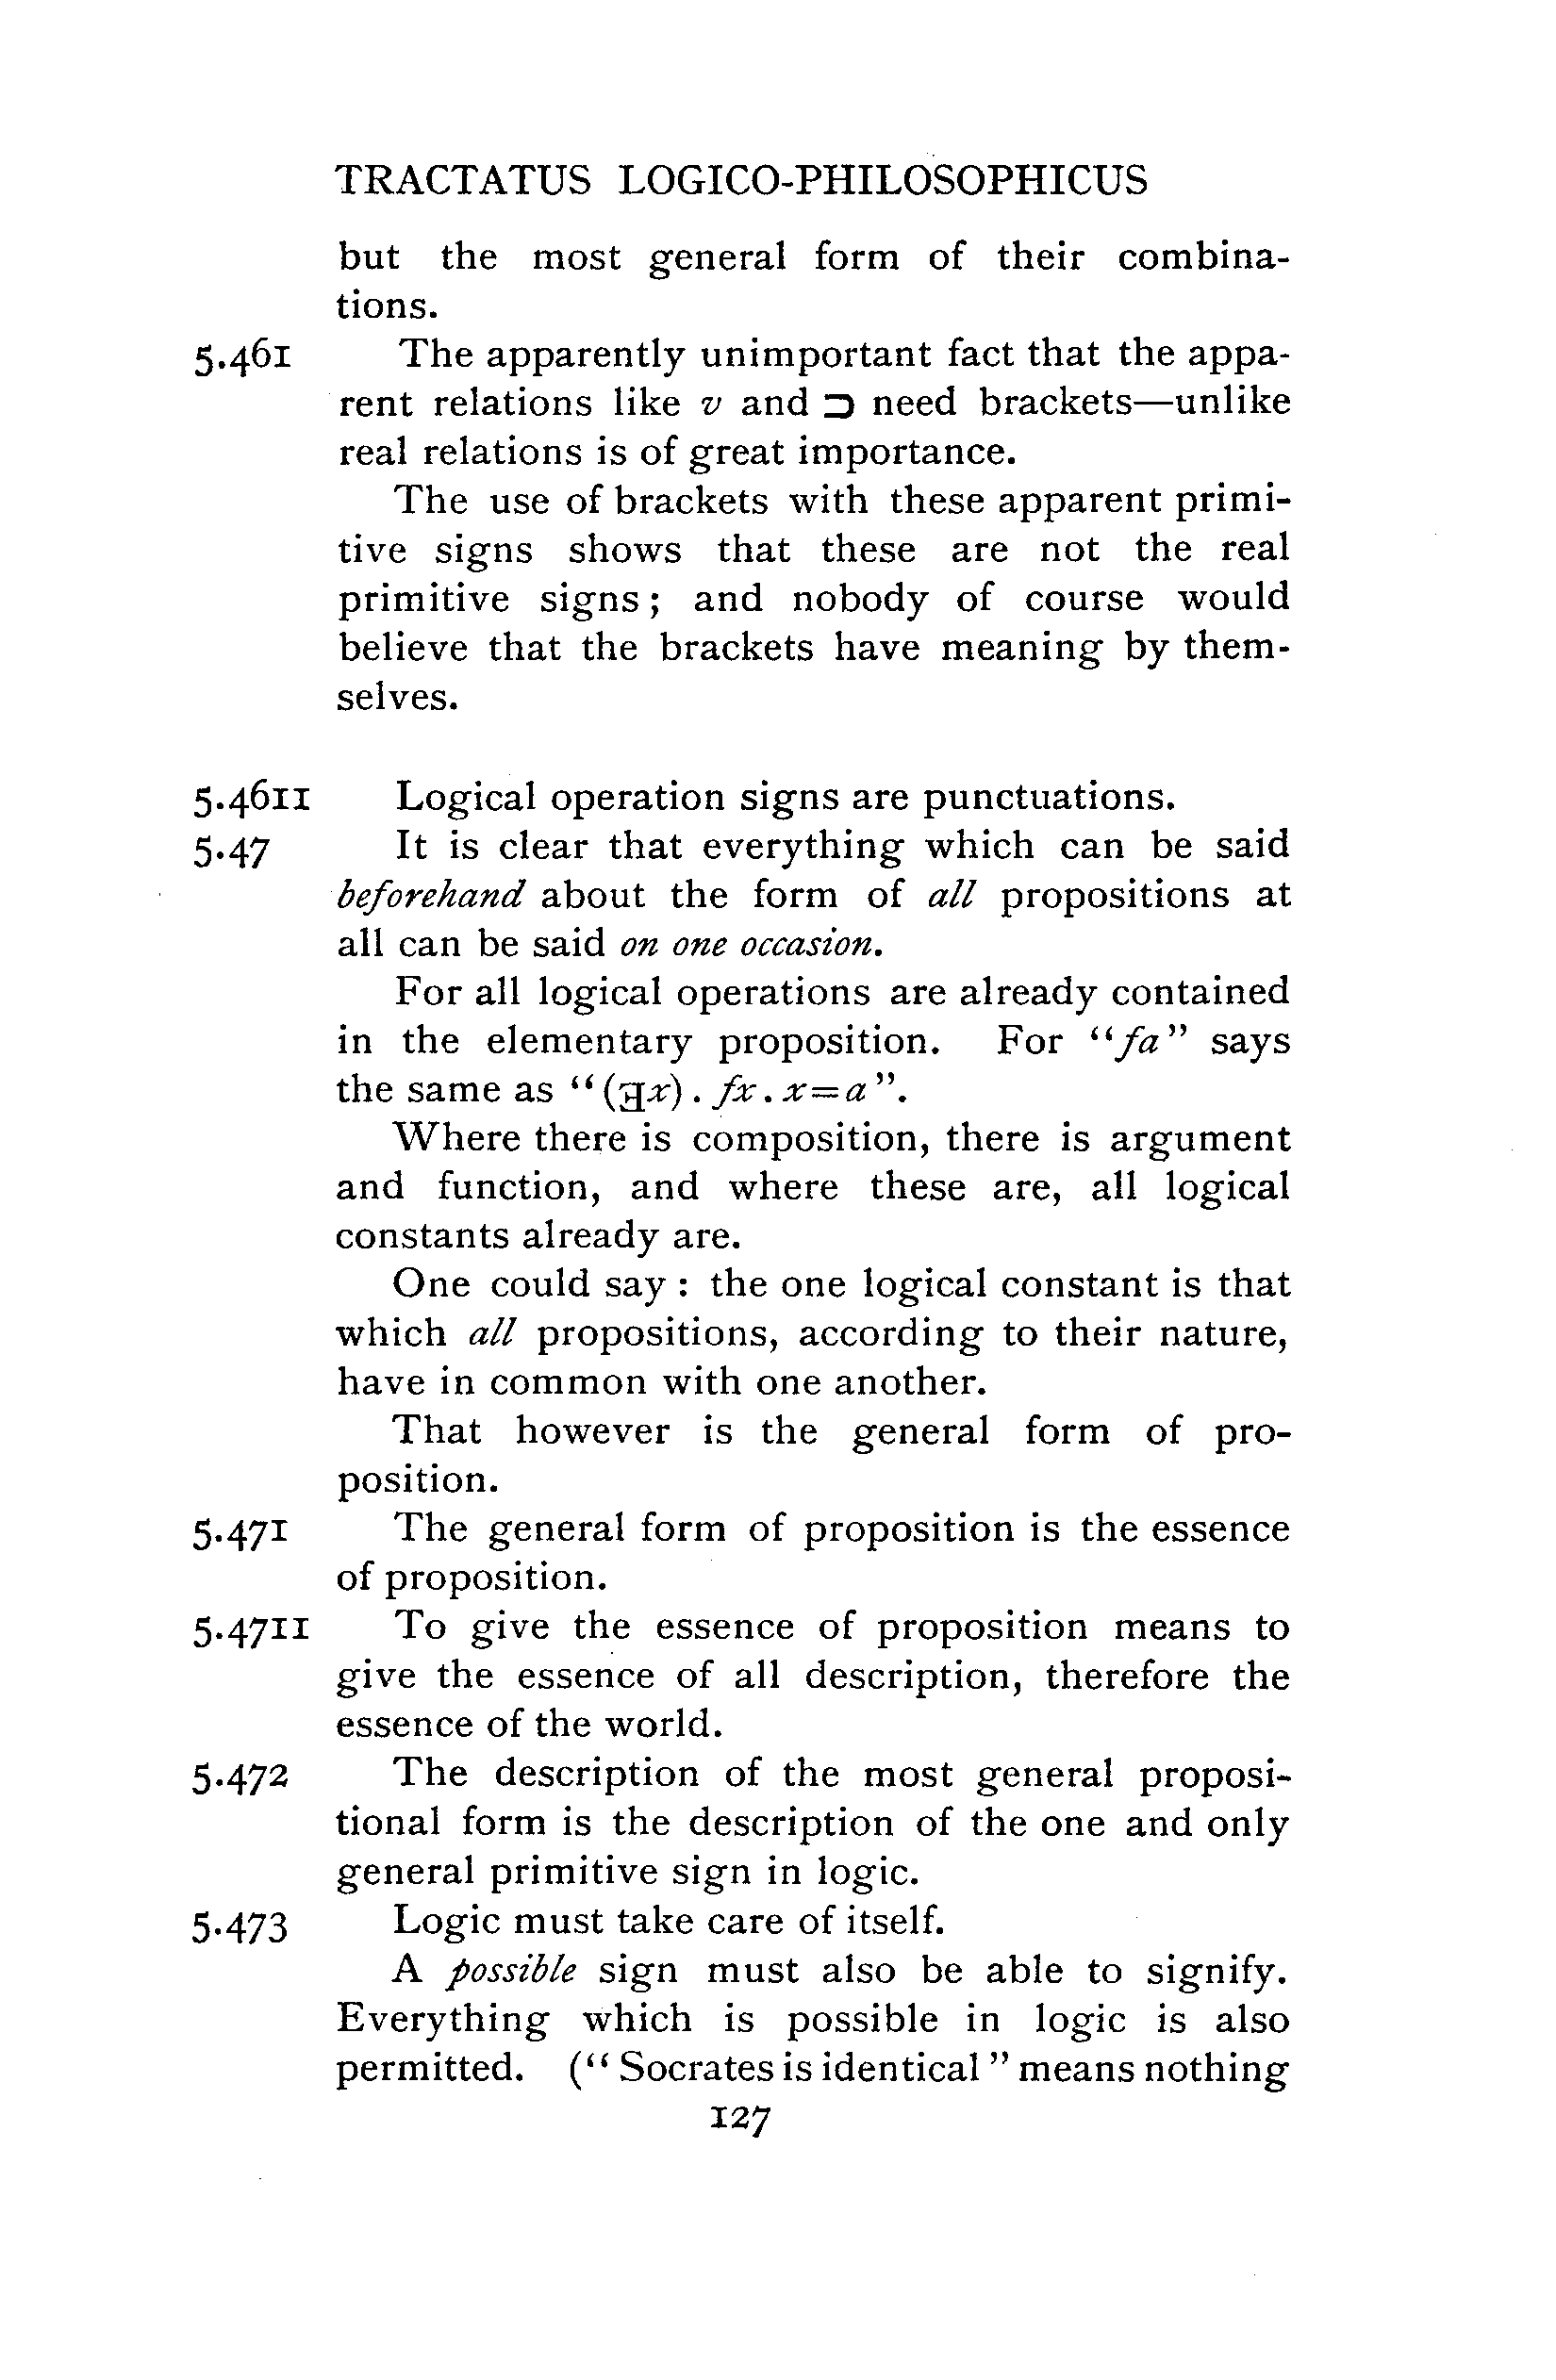 TRACTATUS LOGICO-PHILOSOPHICUS
but the most general form of their combina-
tions.
5.461 The apparently unimportant fact that the appa-
rent relations like v and ⊃ need brackets—unlike
real relations is of great importance.
The use of brackets with these apparent primi-
tive signs shows that these are not the real
primitive signs; and nobody of course would
believe that the brackets have meaning by them-
selves.
5.4611 Logical operation signs are punctuations.
5.47 It is clear that everything which can be said
beforehand about the form of all propositions at
all can be said on one occasion.
For all logical operations are already contained
in the elementary proposition. For “fa” says
the same as “(∃x) . fx . x=a”.
Where there is composition, there is argument
and function, and where these are, all logical
constants already are.
One could say : the one logical constant is that
which all propositions, according to their nature,
have in common with one another.
That however is the general form of pro-
position.
5.471 The general form of proposition is the essence
of proposition.
5.4711 To give the essence of proposition means to
give the essence of all description, therefore the
essence of the world.
5.472 The description of the most general proposi-
tional form is the description of the one and only
general primitive sign in logic.
5.473 Logic must take care of itself.
A possible sign must also be able to signify.
Everything which is possible in logic is also
permitted. (“ Socrates is identical ” means nothing
127